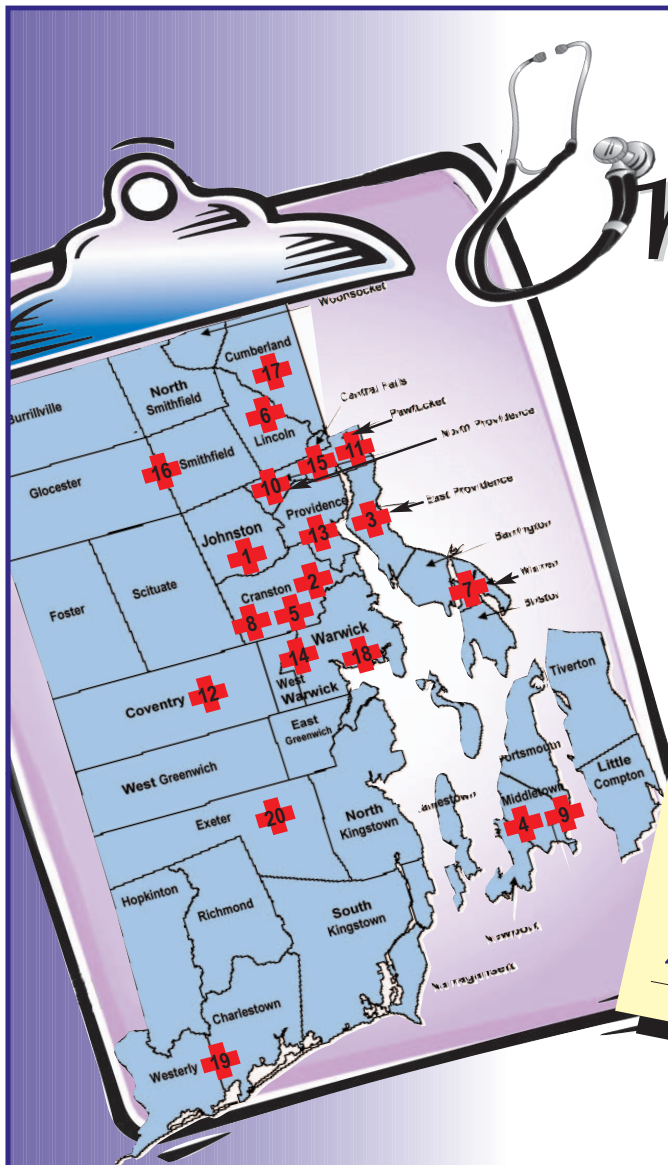 Woonsocket
Cumberland
17
North
Smithfield
Burrillville
6
Lincoln
Central Falls
Pawtucket
North Providence
16
Smithfield
Glocester
15
11
10
Providence
13
3
East Providence
Johnston
1
Barrington
Scituate
Foster
Cranston
2
7
Warren
Bristol
8
5
Warwick
14
18
West
Warwick
Tiverton
Coventry
12
East
Greenwich
West Greenwich
Portsmouth
Little
Compton
Exeter
20
North
Kingstown
Jamestown
Middletown
4
9
Hopkinton
Richmond
South
Kingstown
Newport
Narragansett
Charlestown
Westerly
19